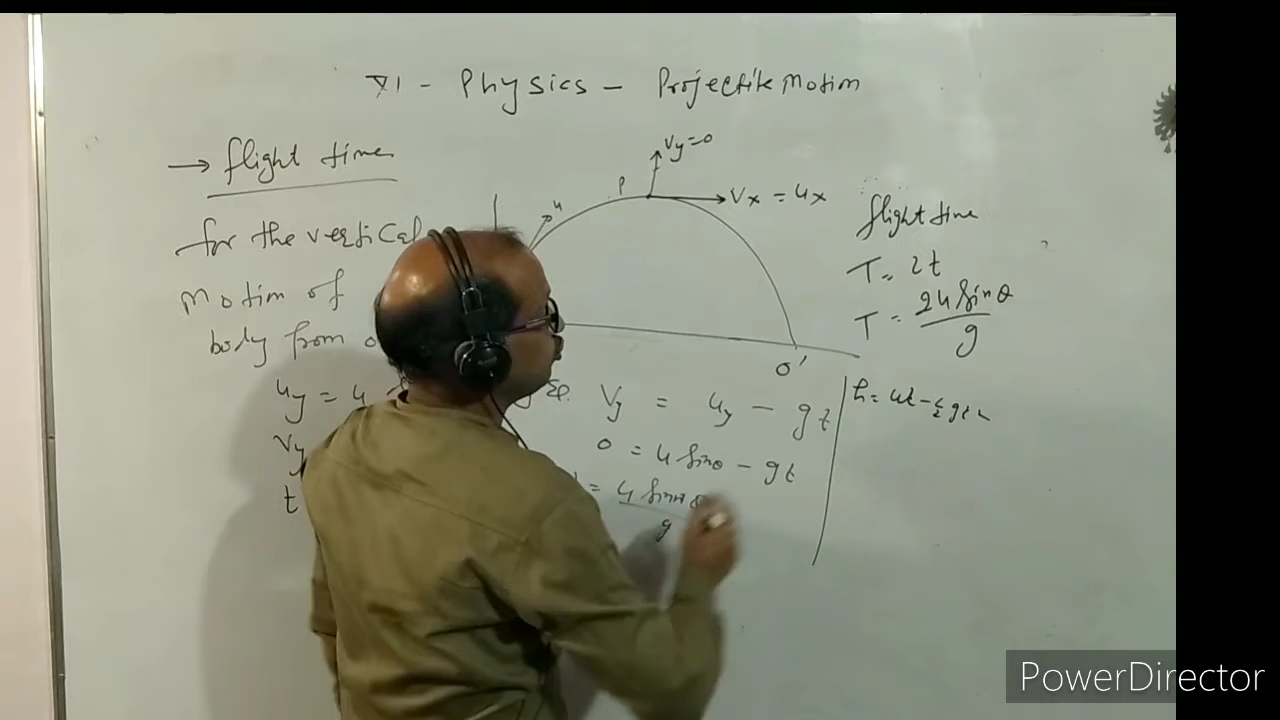 XI - Physics - Projectile Motion
→ flight time
for the vertical
Motion of
body from o
uy = u
vy
t
u
P
Vy=0
Vx = ux
O'
Vy = uy - gt
0 = u sinθ - gt
= u sinθ / g
flight time
T = 2t
T = 2u sinθ / g
h = ut - 1/2 gt2
PowerDirector